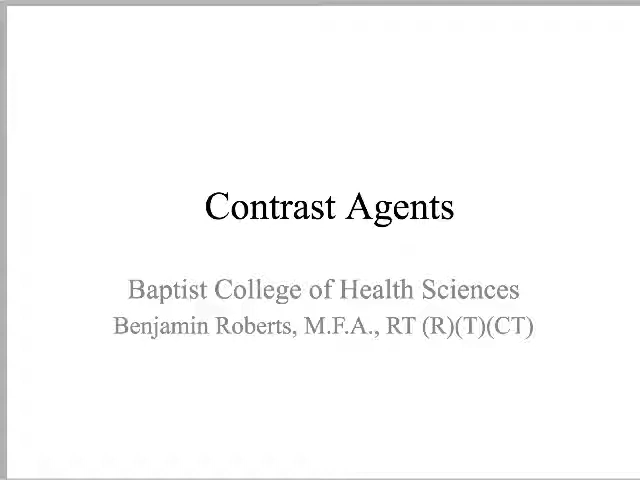 Contrast Agents
Baptist College of Health Sciences
Benjamin Roberts, M.F.A., RT (R)(T)(CT)